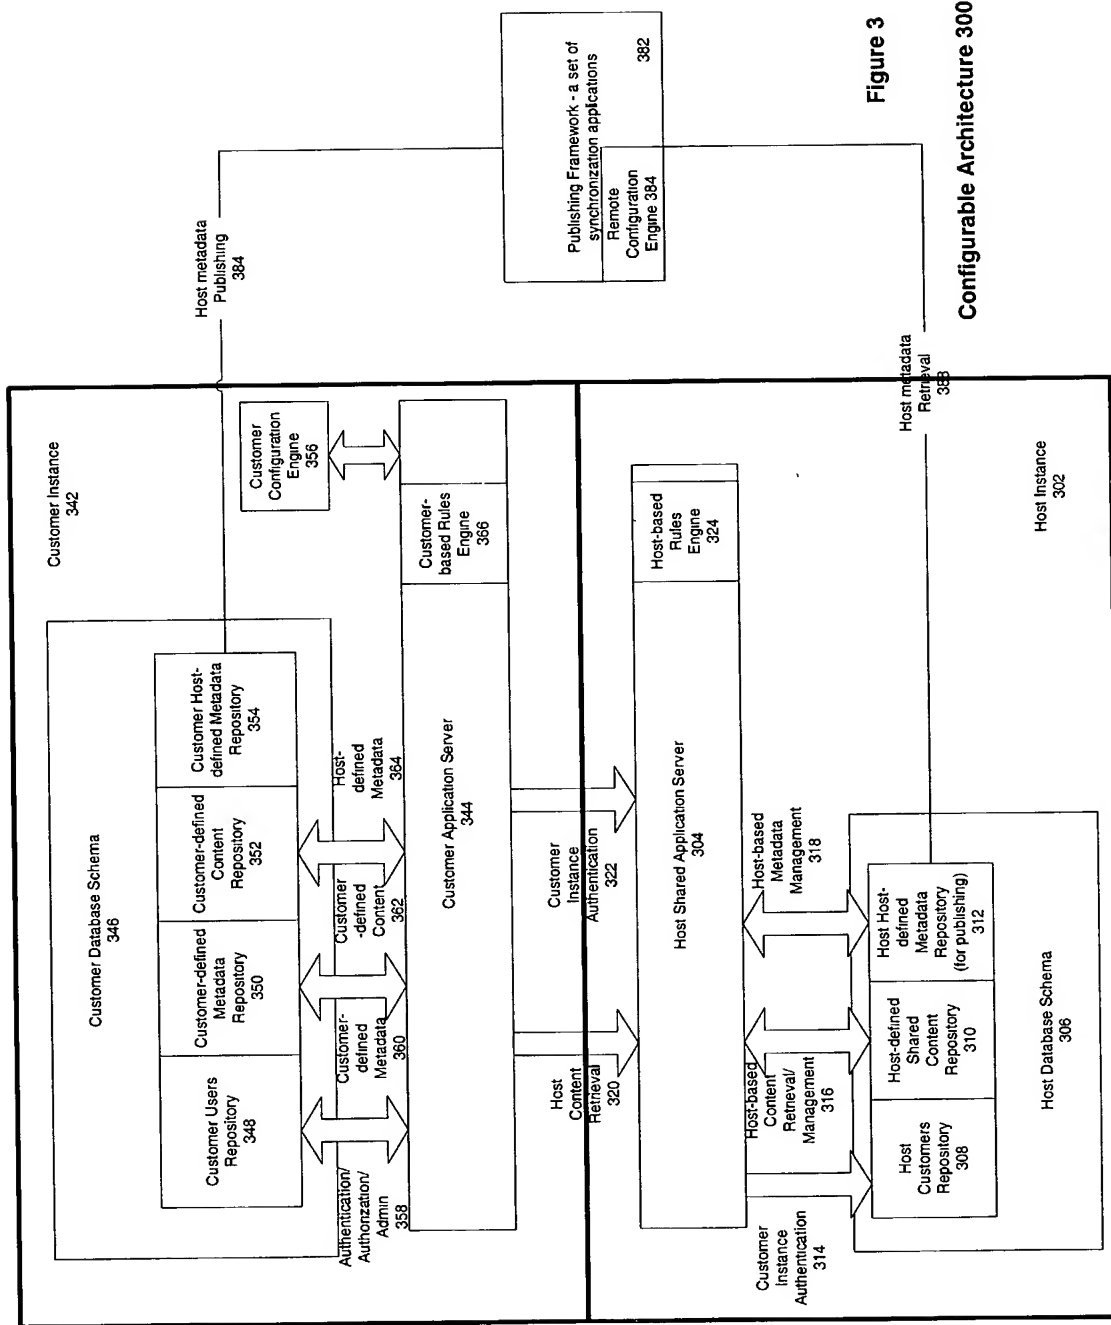 Customer Instance
342
Customer Database Schema
346
Customer Users
Repository
348
Customer-defined
Metadata
Repository
350
Customer-defined
Content
Repository
352
Customer Host-
defined Metadata
Repository
354
Customer
Configuration
Engine
356
Authentication/
Authorization/
Admin
358
Customer-
defined
Metadata
360
Customer
-defined
Content
362
Host-
defined
Metadata
364
Customer Application Server
344
Customer-
based Rules
Engine
366
Host
Content
Retrieval
320
Customer
Instance
Authentication
322
Host Shared Application Server
304
Host-based
Rules
Engine
324
Customer
Instance
Authentication
314
Host-based
Content
Retrieval/
Management
316
Host-based
Metadata
Management
318
Host
Customers
Repository
308
Host-defined
Shared
Content
Repository
310
Host Host-
defined
Metadata
Repository
(for publishing)
312
Host Database Schema
306
Host Instance
302
Host metadata
Publishing
384
Host metadata
Retrieval
383
Publishing Framework - a set of
synchronization applications
382
Remote
Configuration
Engine 384
Figure 3
Configurable Architecture 300